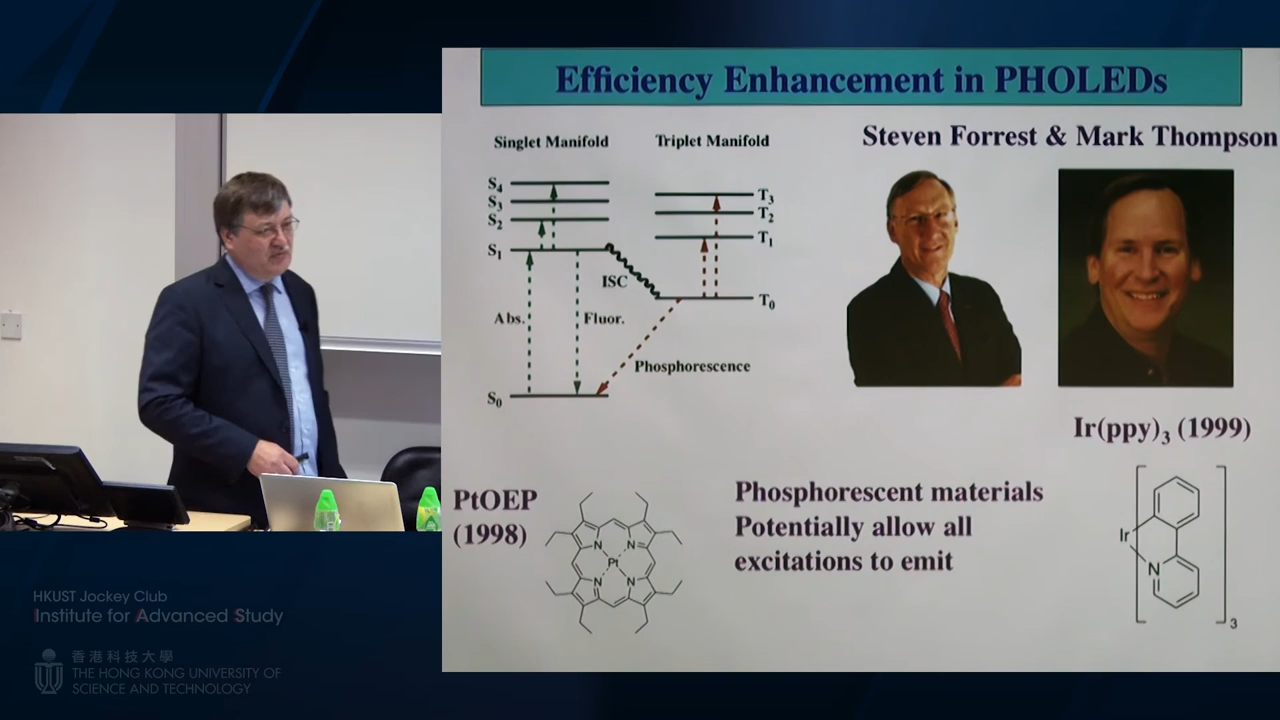 Efficiency Enhancement in PHOLEDs
Singlet Manifold
Triplet Manifold
Steven Forrest & Mark Thompson
S4
S3
S2
S1
T3
T2
T1
ISC
T0
Abs.
Fluor.
Phosphorescence
S0
Ir(ppy)3 (1999)
PtOEP
(1998)
N
N
Pt
N
N
Phosphorescent materials
Potentially allow all
excitations to emit
Ir
N
3
HKUST Jockey Club
Institute for Advanced Study
香港科技大學
THE HONG KONG UNIVERSITY OF
SCIENCE AND TECHNOLOGY